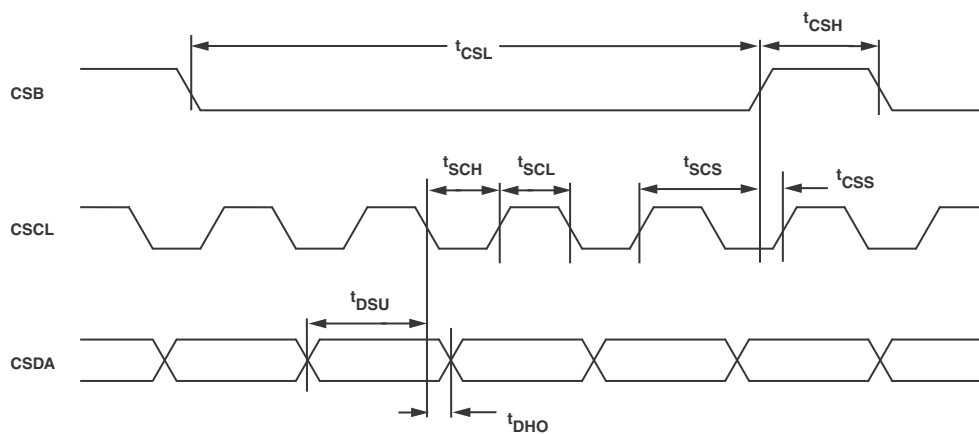 tCSL
tCSH
CSB
tSCH
tSCL
tSCS
tCSS
CSCL
tDSU
CSDA
tDHO